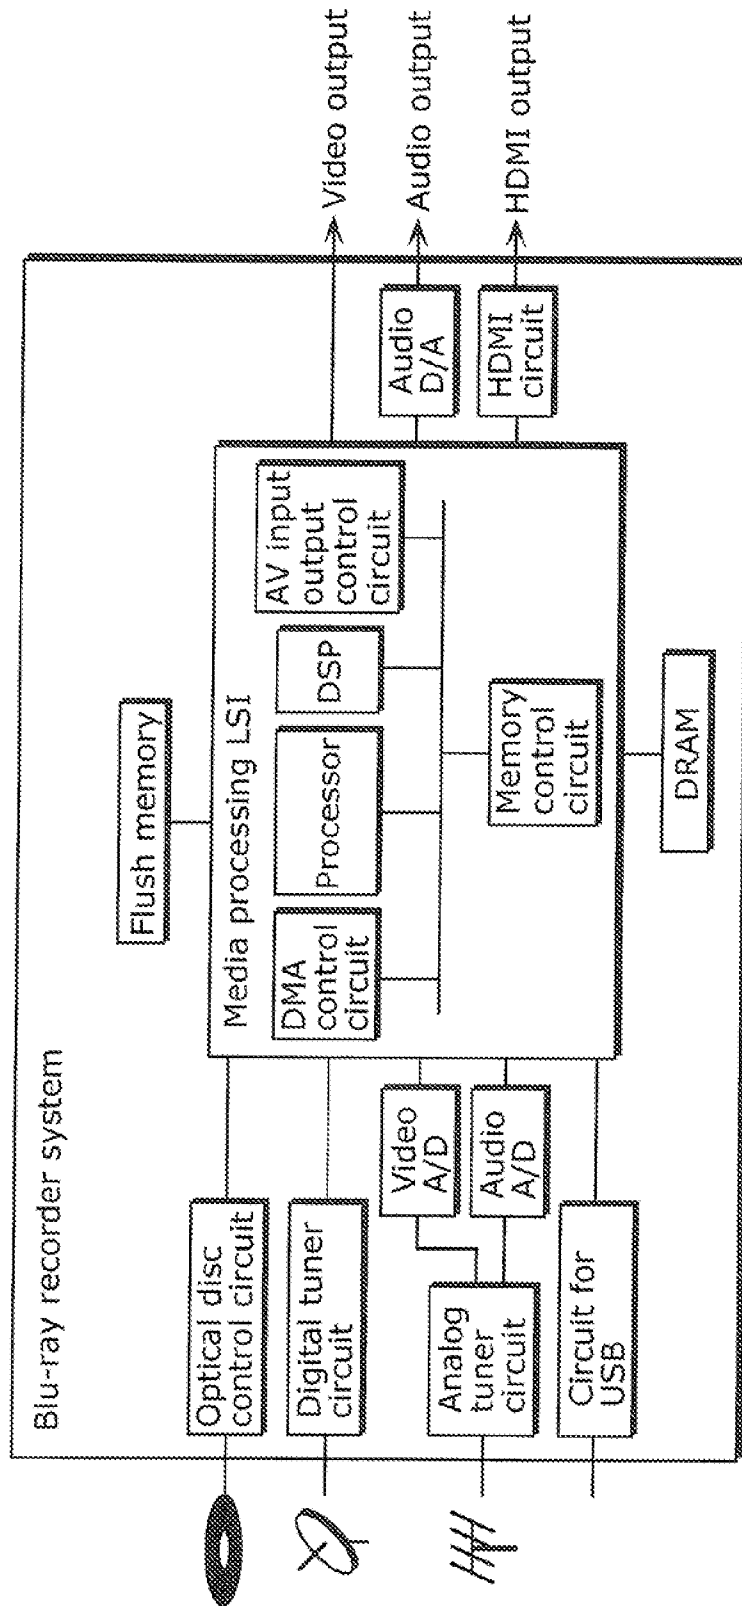 Blu-ray recorder system
Flush memory
Media processing LSI
Optical disc
control circuit
Digital tuner
circuit
Analog
tuner
circuit
Circuit for
USB
Video
A/D
Audio
A/D
DMA
control
circuit
Processor
DSP
AV input
output
control
circuit
Memory
control
circuit
DRAM
Audio
D/A
HDMI
circuit
Video output
Audio output
HDMI output